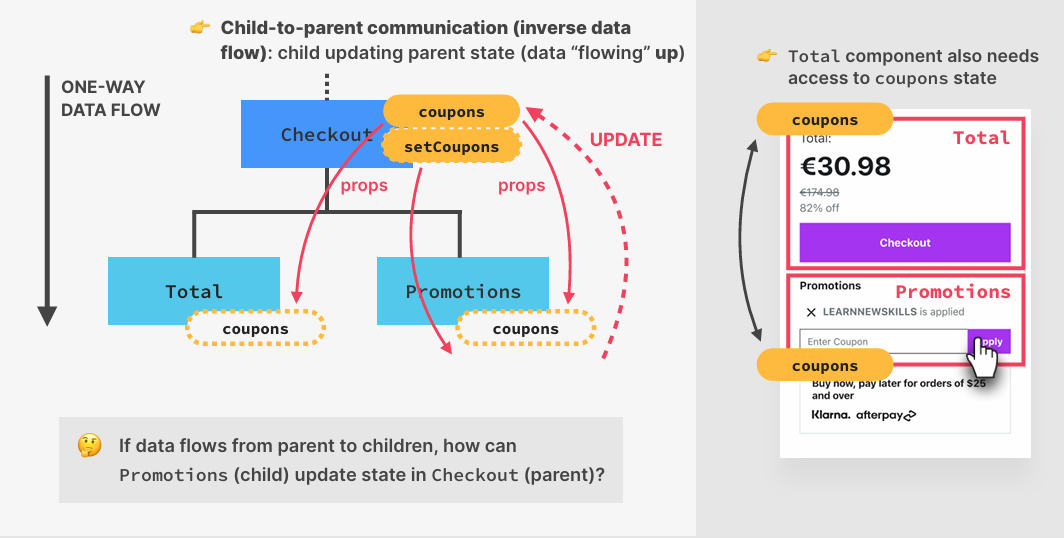 👉 Child-to-parent communication (inverse data
flow): child updating parent state (data “flowing” up)
ONE-WAY
DATA FLOW
Checkout
coupons
setCoupons
UPDATE
props
props
Total
coupons
Promotions
coupons
🤔 If data flows from parent to children, how can
Promotions (child) update state in Checkout (parent)?
👉 Total component also needs
access to coupons state
coupons
Total:
Total
€30.98
€174.98
82% off
Checkout
Promotions
Promotions
LEARNNEWSKILLS is applied
Enter Coupon
coupons
Buy now, pay later for orders of $25
and over
Klarna. afterpay